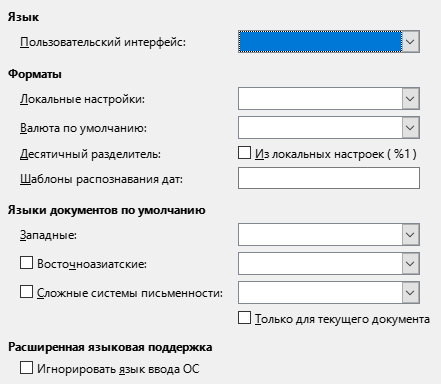 Язык
Пользовательский интерфейс:
Форматы
Локальные настройки:
Валюта по умолчанию:
Десятичный разделитель:
Из локальных настроек ( %1 )
Шаблоны распознавания дат:
Языки документов по умолчанию
Западные:
Восточноазиатские:
Сложные системы письменности:
Только для текущего документа
Расширенная языковая поддержка
Игнорировать язык ввода ОС